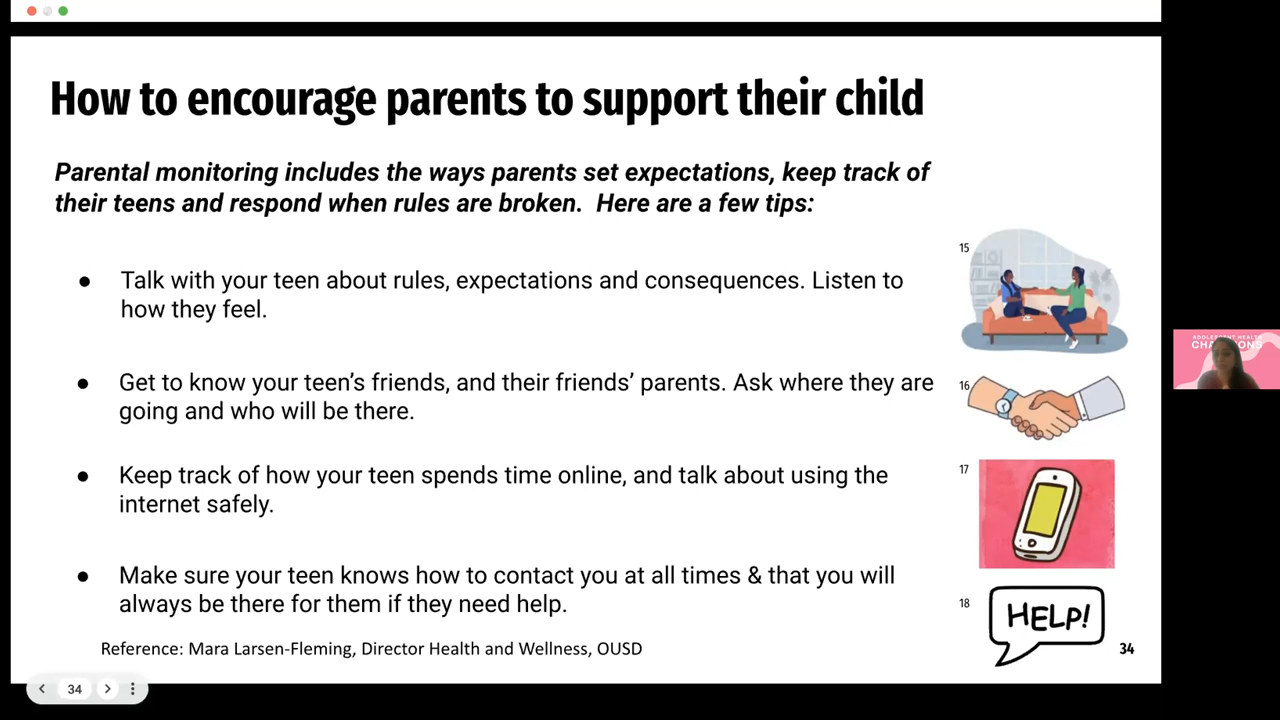 How to encourage parents to support their child
Parental monitoring includes the ways parents set expectations, keep track of
their teens and respond when rules are broken. Here are a few tips:
● Talk with your teen about rules, expectations and consequences. Listen to
how they feel.
15
● Get to know your teen’s friends, and their friends’ parents. Ask where they are
going and who will be there.
16
● Keep track of how your teen spends time online, and talk about using the
internet safely.
17
● Make sure your teen knows how to contact you at all times & that you will
always be there for them if they need help.
18
HELP!
Reference: Mara Larsen-Fleming, Director Health and Wellness, OUSD
34
34
ADOLESCENT HEALTH